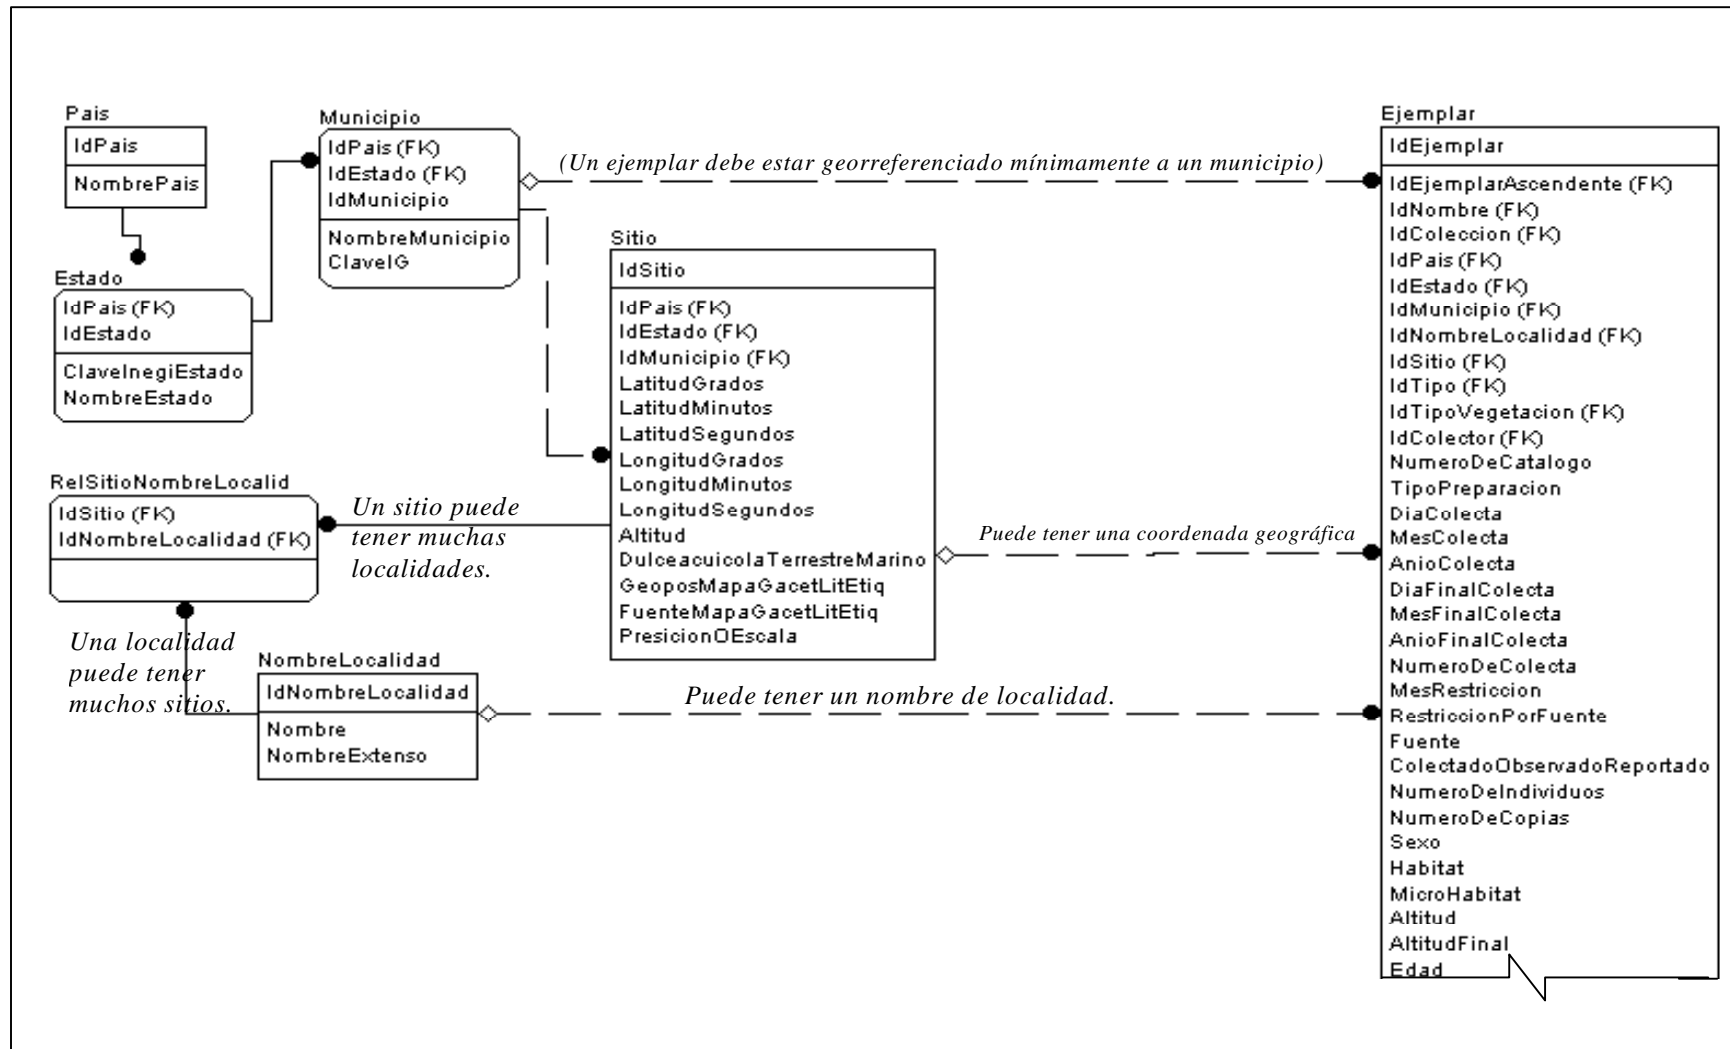 Pais
IdPais
NombrePais
Municipio
IdPais (FK)
IdEstado (FK)
IdMunicipio
NombreMunicipio
ClaveIG
(Un ejemplar debe estar georreferenciado mínimamente a un municipio)
Estado
IdPais (FK)
IdEstado
ClaveInegiEstado
NombreEstado
Sitio
IdSitio
IdPais (FK)
IdEstado (FK)
IdMunicipio (FK)
LatitudGrados
LatitudMinutos
LatitudSegundos
LongitudGrados
LongitudMinutos
LongitudSegundos
Altitud
DulceacuicolaTerrestreMarino
GeoposMapaGacetLitEtiq
FuenteMapaGacetLitEtiq
PresicionOEscala
RelSitioNombreLocalid
IdSitio (FK)
IdNombreLocalidad (FK)
Un sitio puede
tener muchas
localidades.
Puede tener una coordenada geográfica
Una localidad
puede tener
muchos sitios.
NombreLocalidad
IdNombreLocalidad
Nombre
NombreExtenso
Puede tener un nombre de localidad.
Ejemplar
IdEjemplar
IdEjemplarAscendente (FK)
IdNombre (FK)
IdColeccion (FK)
IdPais (FK)
IdEstado (FK)
IdMunicipio (FK)
IdNombreLocalidad (FK)
IdSitio (FK)
IdTipo (FK)
IdTipoVegetacion (FK)
IdColector (FK)
NumeroDeCatalogo
TipoPreparacion
DiaColecta
MesColecta
AnioColecta
DiaFinalColecta
MesFinalColecta
AnioFinalColecta
NumeroDeColecta
MesRestriccion
RestriccionPorFuente
Fuente
ColectadoObservadoReportado
NumeroDeIndividuos
NumeroDeCopias
Sexo
Habitat
MicroHabitat
Altitud
AltitudFinal
Edad